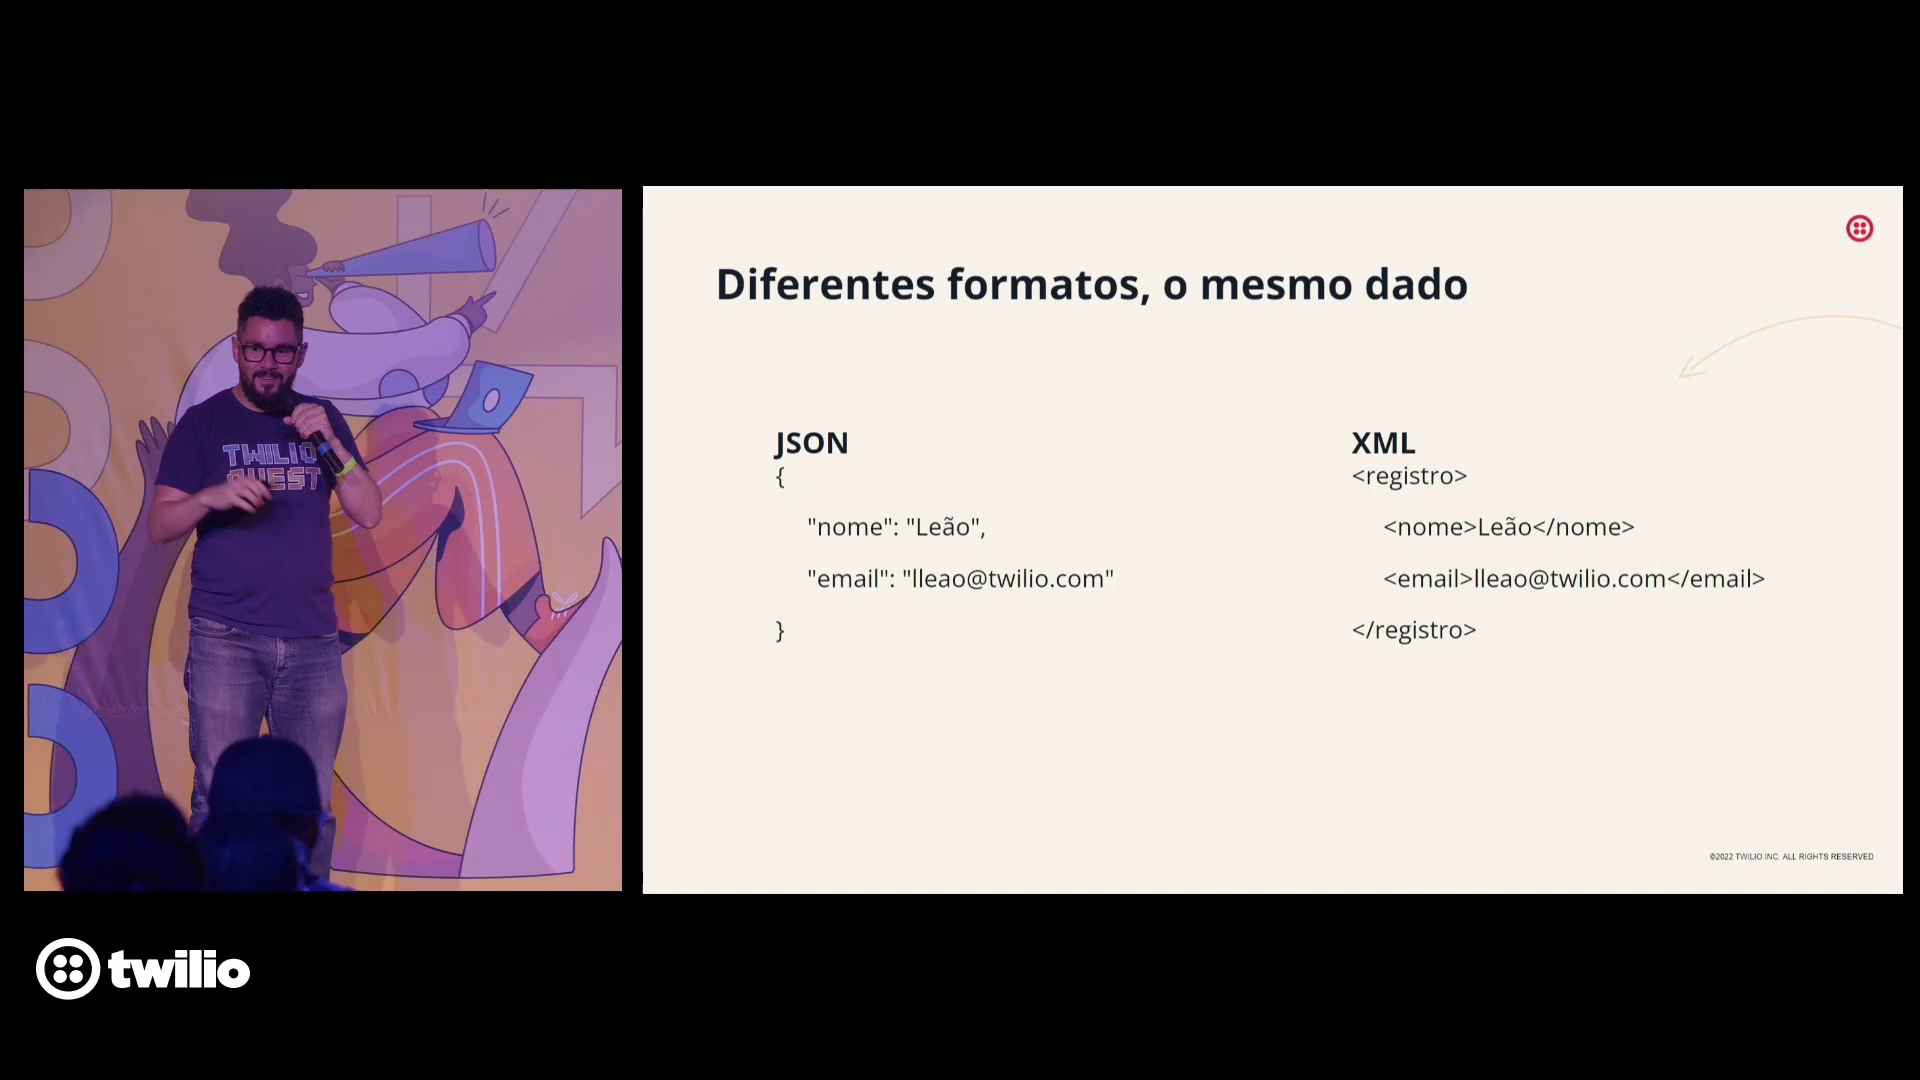 TWILIO
QUEST
Diferentes formatos, o mesmo dado
JSON
{
"nome": "Leão",
"email": "lleao@twilio.com"
}
XML
<registro>
<nome>Leão</nome>
<email>lleao@twilio.com</email>
</registro>
©2022 TWILIO INC. ALL RIGHTS RESERVED
twilio